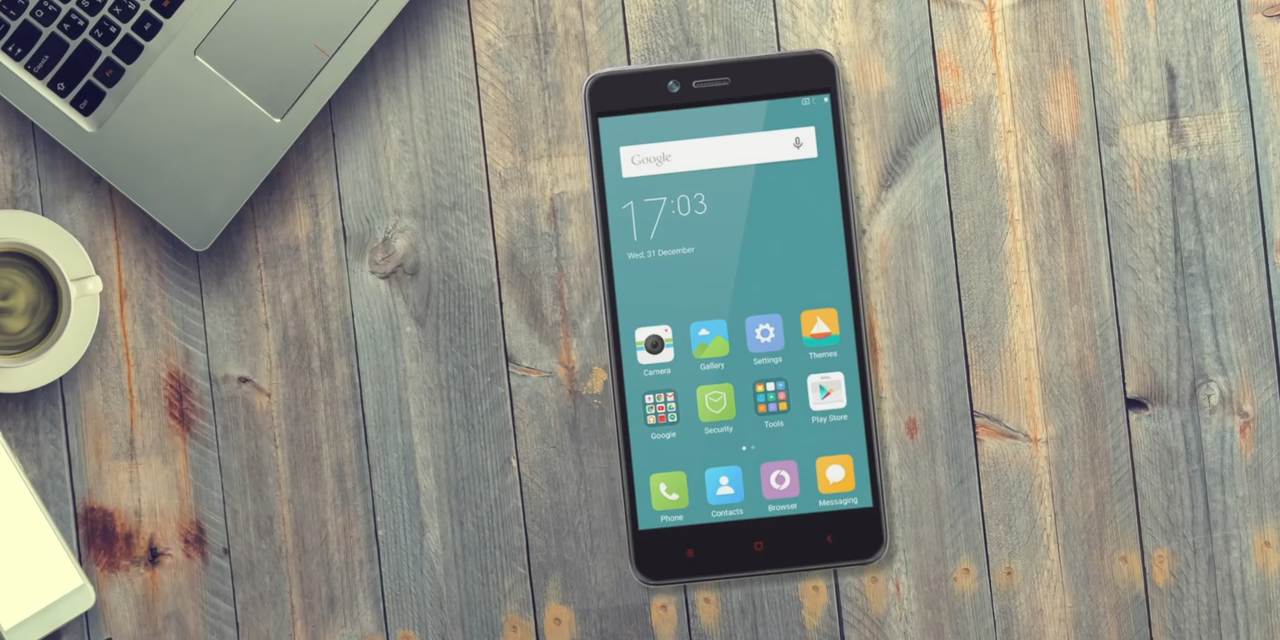 Google
17:03
Wed, 31 December
Camera
Gallery
Settings
Themes
Google
Security
Tools
Play Store
Phone
Contacts
Browser
Messaging